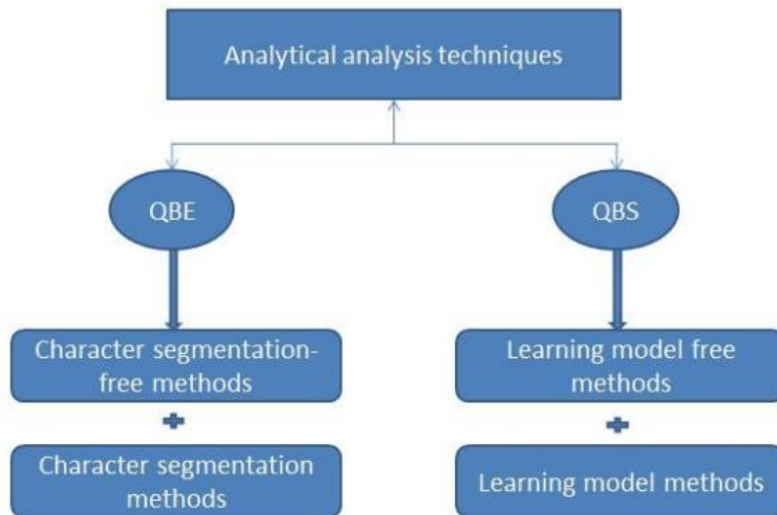 Analytical analysis techniques
QBE
QBS
Character segmentation-
free methods
Learning model free
methods
Character segmentation
methods
Learning model methods